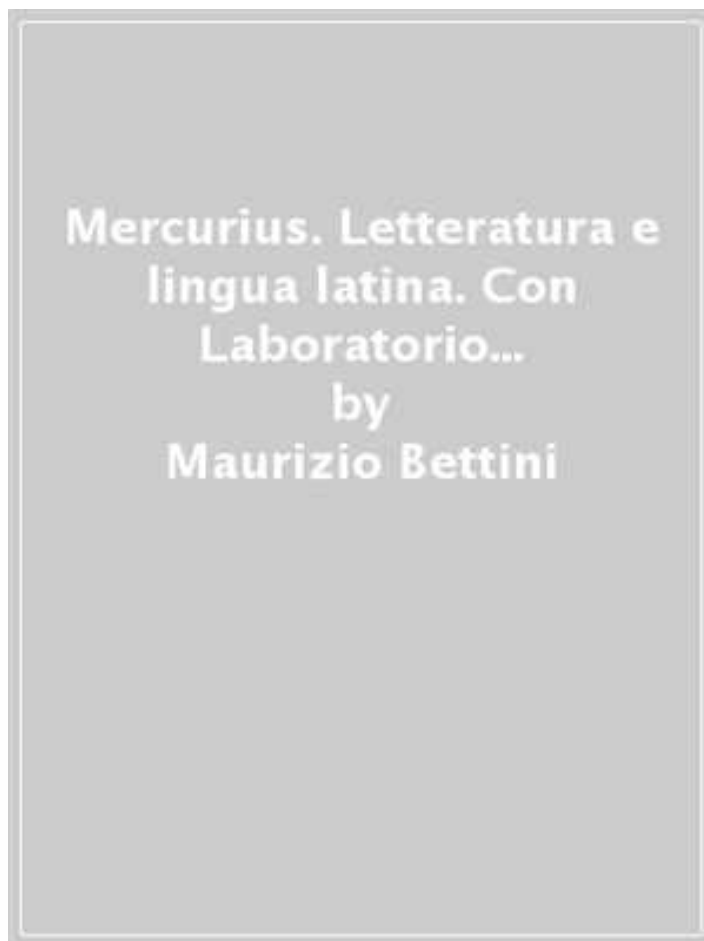 Mercurius. Letteratura e
lingua latina. Con
Laboratorio...
by
Maurizio Bettini